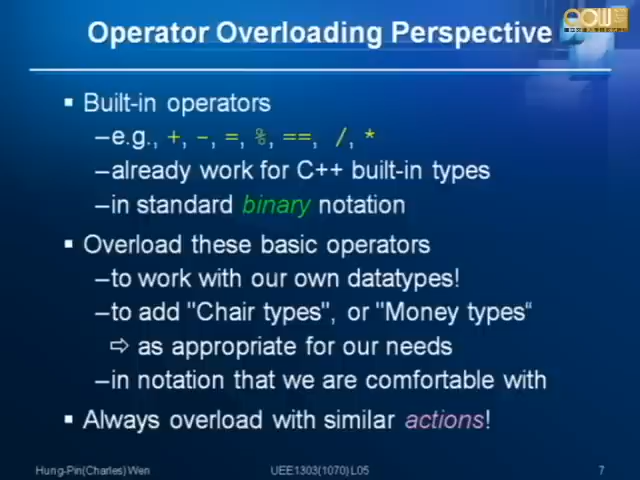 Operator Overloading Perspective
▪ Built-in operators
–e.g., +, -, =, %, ==, /, *
–already work for C++ built-in types
–in standard binary notation
▪ Overload these basic operators
–to work with our own datatypes!
–to add "Chair types", or "Money types“
⇨ as appropriate for our needs
–in notation that we are comfortable with
▪ Always overload with similar actions!
Hung-Pin(Charles) Wen UEE1303(1070) L05 7